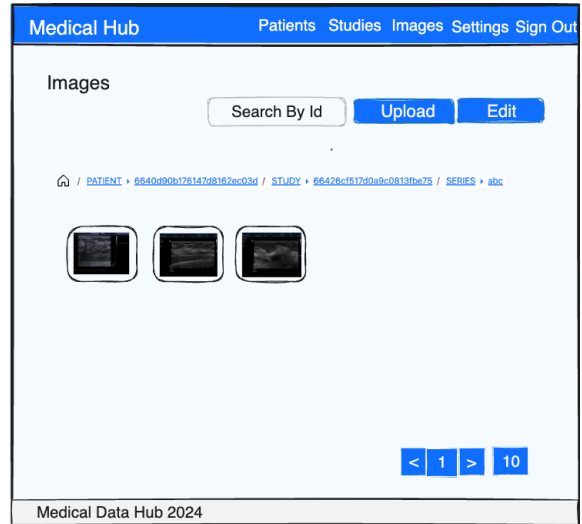 Medical Hub Patients Studies Images Settings Sign Out
Images
Search By Id Upload Edit
/ PATIENT ▸ 6640d90b176147d8162ec03d / STUDY ▸ 66426cf517d0a9c0813fbe75 / SERIES ▸ abc
< 1 > 10
Medical Data Hub 2024